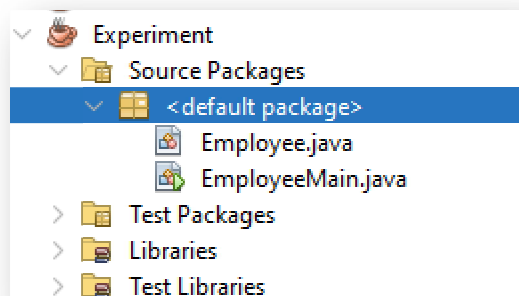 Experiment
Source Packages
<default package>
Employee.java
EmployeeMain.java
Test Packages
Libraries
Test Libraries